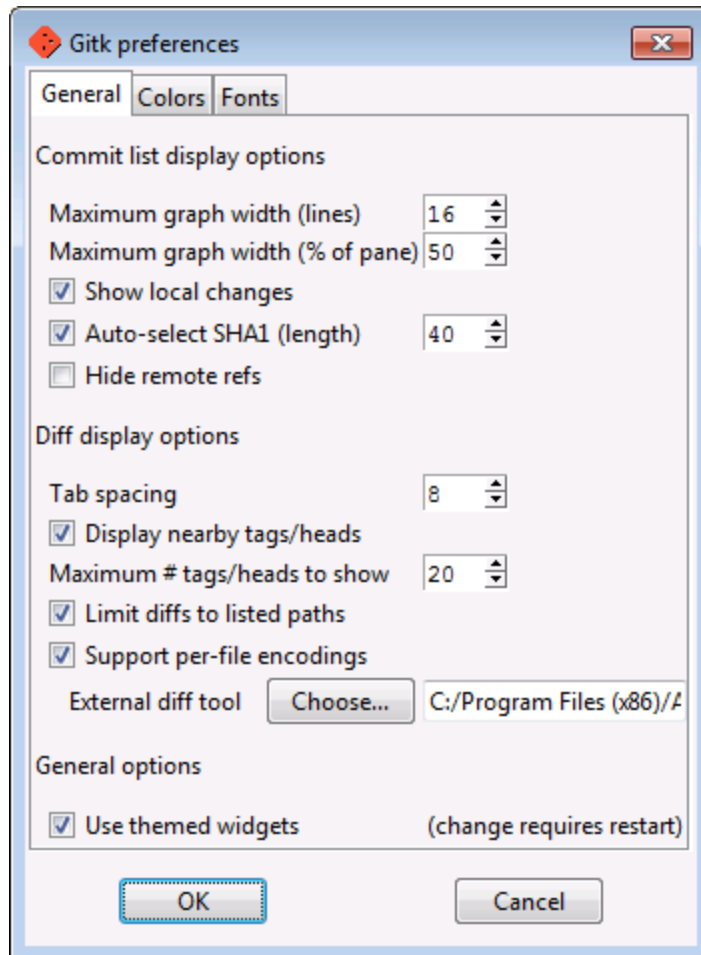 Gitk preferences
General Colors Fonts
Commit list display options
Maximum graph width (lines) 16
Maximum graph width (% of pane) 50
Show local changes
Auto-select SHA1 (length) 40
Hide remote refs
Diff display options
Tab spacing 8
Display nearby tags/heads
Maximum # tags/heads to show 20
Limit diffs to listed paths
Support per-file encodings
External diff tool Choose... C:/Program Files (x86)/A
General options
Use themed widgets (change requires restart)
OK Cancel